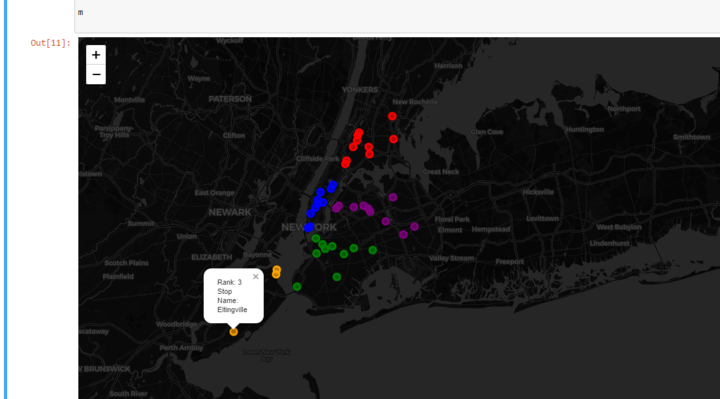 m
Out[11]:
+
−
Wyckoff
Wayne
Harrison
YONKERS
Montville
PATERSON
New Rochelle
Northport
Parsippany-
Troy Hills
Clifton
Glen Cove
Huntington
Smithtown
Cliffside Park
Great Neck
East Orange
Hicksville
NEWARK
NEW YORK
Floral Park
Levittown
Summit
Elmont
Hempstead
West Babylon
Union
Lindenhurst
ELIZABETH
Bayonne
Valley Stream
Freeport
Scotch Plains
Plainfield
Rank: 3
Stop
Name:
Eltingville
×
Woodbridge
cataway
Perth Amboy
W BRUNSWICK
South River